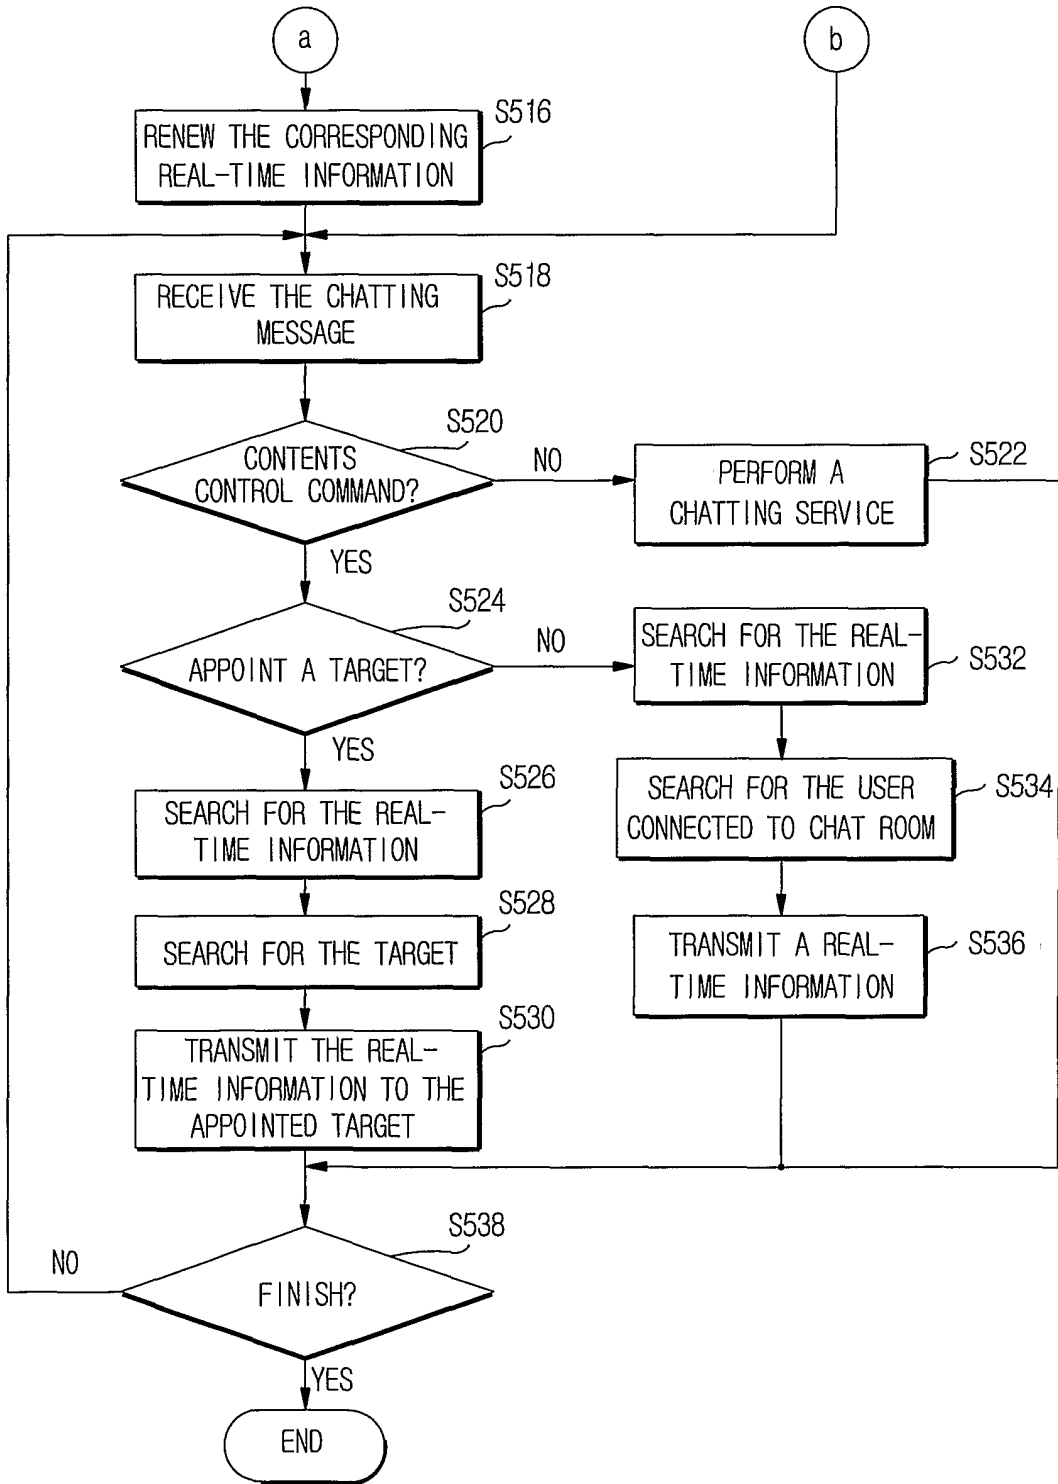 a
b
S516
RENEW THE CORRESPONDING
REAL-TIME INFORMATION
S518
RECEIVE THE CHATTING
MESSAGE
S520
CONTENTS
CONTROL COMMAND?
NO
S522
PERFORM A
CHATTING SERVICE
YES
S524
APPOINT A TARGET?
NO
SEARCH FOR THE REAL-
TIME INFORMATION
S532
YES
S526
SEARCH FOR THE REAL-
TIME INFORMATION
SEARCH FOR THE USER
CONNECTED TO CHAT ROOM
S534
S528
SEARCH FOR THE TARGET
TRANSMIT A REAL-
TIME INFORMATION
S536
S530
TRANSMIT THE REAL-
TIME INFORMATION TO THE
APPOINTED TARGET
S538
FINISH?
NO
YES
END